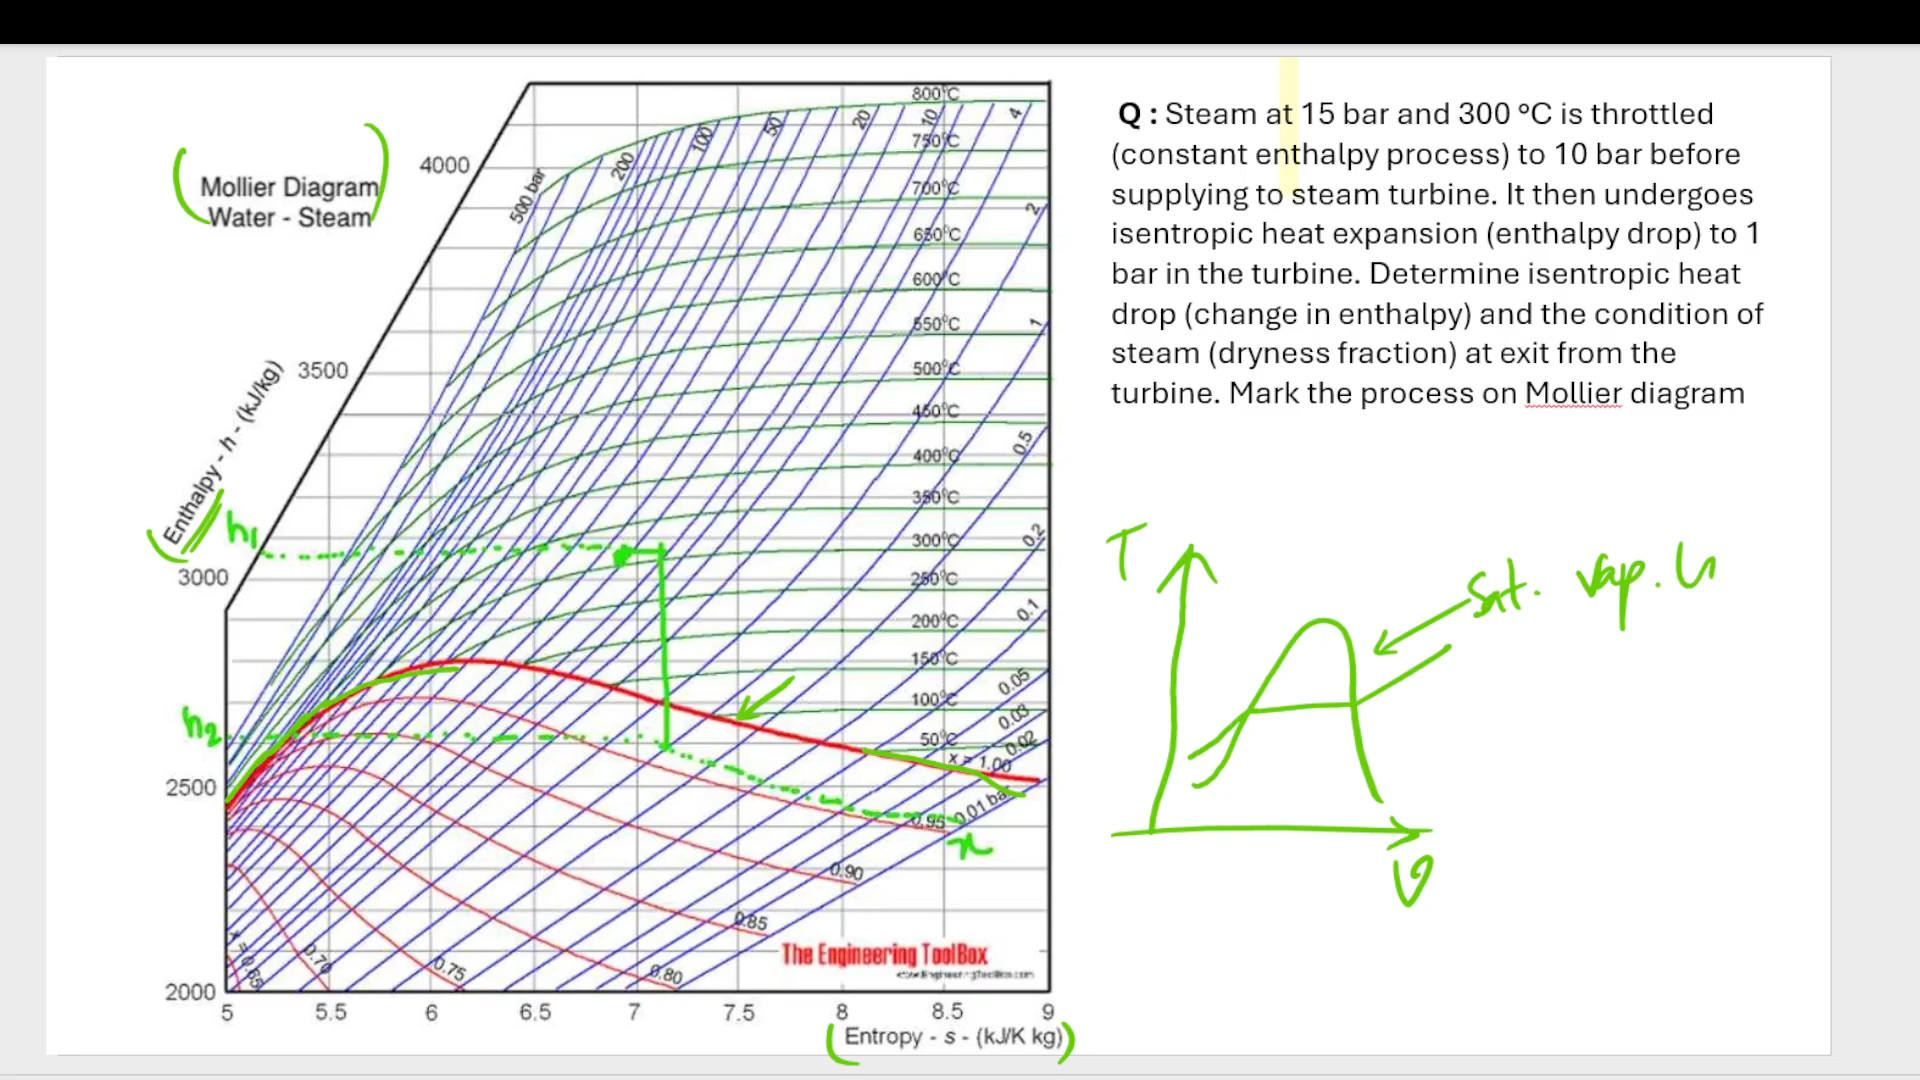 Mollier Diagram
Water - Steam
Q : Steam at 15 bar and 300 °C is throttled
(constant enthalpy process) to 10 bar before
supplying to steam turbine. It then undergoes
isentropic heat expansion (enthalpy drop) to 1
bar in the turbine. Determine isentropic heat
drop (change in enthalpy) and the condition of
steam (dryness fraction) at exit from the
turbine. Mark the process on Mollier diagram
Enthalpy - h - (kJ/kg)
4000
3500
3000
2500
2000
h1
h2
500 bar
200
100
50
20
10
4
2
1
0.5
0.2
0.1
0.05
0.03
0.02
0.01 bar
800°C
750°C
700°C
650°C
600°C
550°C
500°C
450°C
400°C
350°C
300°C
250°C
200°C
150°C
100°C
50°C
x = 1.00
0.95
x
0.90
0.85
0.80
0.75
0.70
x = 0.65
The Engineering ToolBox
www.EngineeringToolBox.com
5 5.5 6 6.5 7 7.5 8 8.5 9
Entropy - s - (kJ/K kg)
T
Sat. Vap.